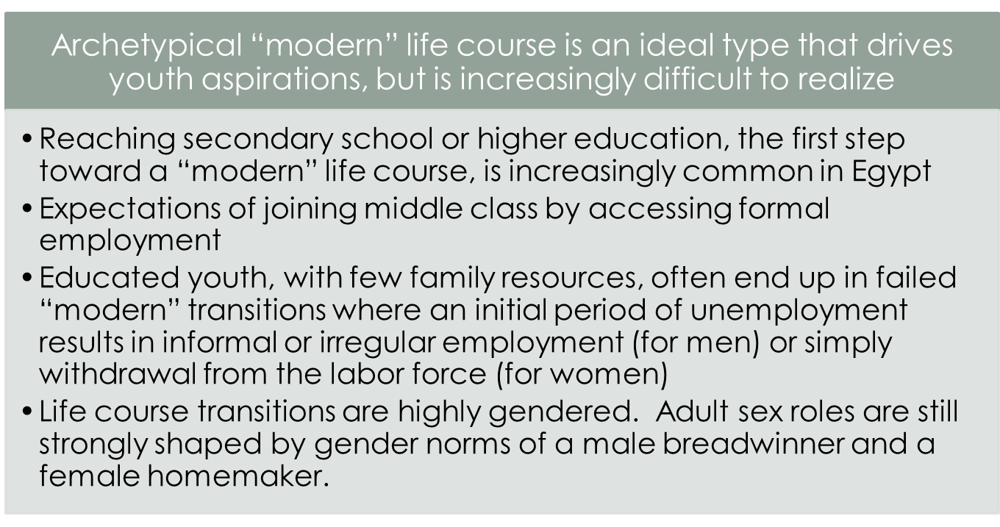 Archetypical “modern” life course is an ideal type that drives
youth aspirations, but is increasingly difficult to realize
•Reaching secondary school or higher education, the first step
toward a “modern” life course, is increasingly common in Egypt
•Expectations of joining middle class by accessing formal
employment
•Educated youth, with few family resources, often end up in failed
“modern” transitions where an initial period of unemployment
results in informal or irregular employment (for men) or simply
withdrawal from the labor force (for women)
•Life course transitions are highly gendered.  Adult sex roles are still
strongly shaped by gender norms of a male breadwinner and a
female homemaker.